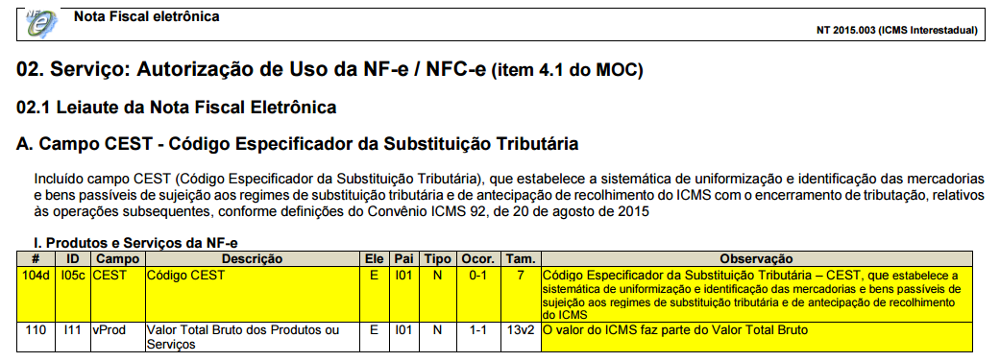 NF e
Nota Fiscal eletrônica
NT 2015.003 (ICMS Interestadual)
02. Serviço: Autorização de Uso da NF-e / NFC-e (item 4.1 do MOC)
02.1 Leiaute da Nota Fiscal Eletrônica
A. Campo CEST - Código Especificador da Substituição Tributária
Incluído campo CEST (Código Especificador da Substituição Tributária), que estabelece a sistemática de uniformização e identificação das mercadorias
e bens passíveis de sujeição aos regimes de substituição tributária e de antecipação de recolhimento do ICMS com o encerramento de tributação, relativos
às operações subsequentes, conforme definições do Convênio ICMS 92, de 20 de agosto de 2015
I. Produtos e Serviços da NF-e
# ID Campo Descrição Ele Pai Tipo Ocor. Tam. Observação
104d I05c CEST Código CEST E I01 N 0-1 7 Código Especificador da Substituição Tributária – CEST, que estabelece a
sistemática de uniformização e identificação das mercadorias e bens passíveis de
sujeição aos regimes de substituição tributária e de antecipação de recolhimento
do ICMS
110 I11 vProd Valor Total Bruto dos Produtos ou E I01 N 1-1 13v2 O valor do ICMS faz parte do Valor Total Bruto
Serviços